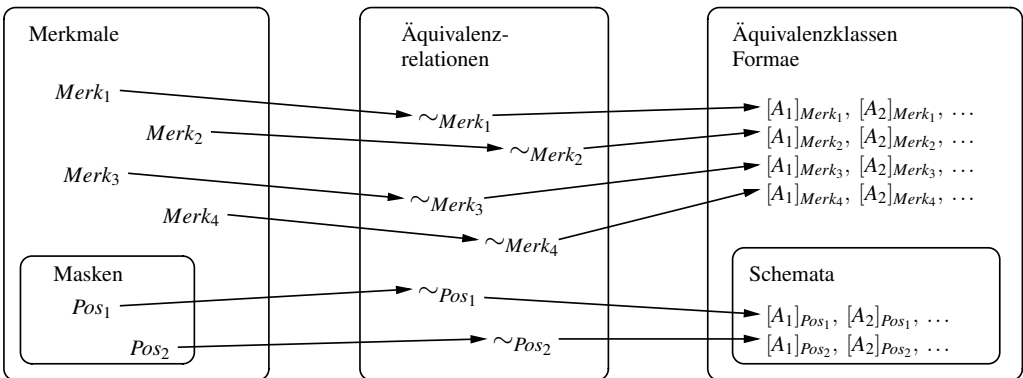 Merkmale
Merk₁
Merk₂
Merk₃
Merk₄
Masken
Pos₁
Pos₂
Äquivalenz-
relationen
∼Merk₁
∼Merk₂
∼Merk₃
∼Merk₄
∼Pos₁
∼Pos₂
Äquivalenzklassen
Formae
[A₁]Merk₁, [A₂]Merk₁, …
[A₁]Merk₂, [A₂]Merk₂, …
[A₁]Merk₃, [A₂]Merk₃, …
[A₁]Merk₄, [A₂]Merk₄, …
Schemata
[A₁]Pos₁, [A₂]Pos₁, …
[A₁]Pos₂, [A₂]Pos₂, …